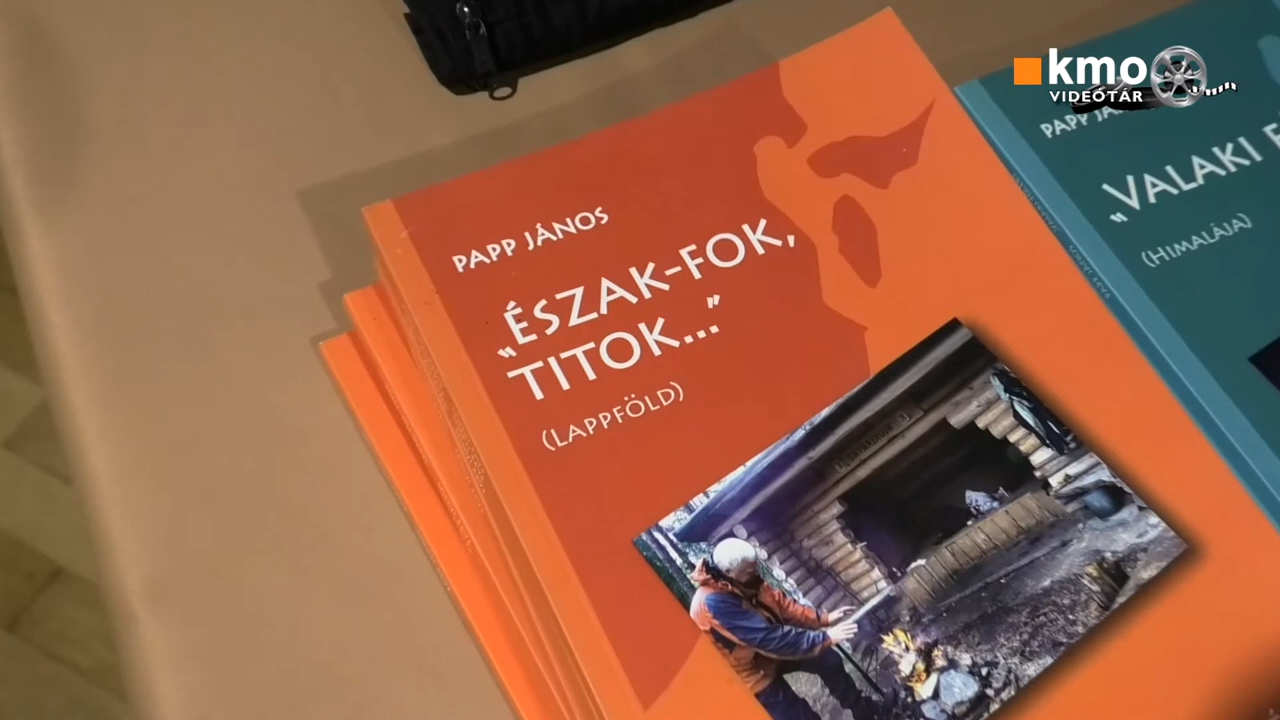 PAPP JÁNOS
„ÉSZAK-FOK,
TITOK..."
(LAPPFÖLD)
kmo
VIDEÓTÁR
„VALAKI
(HIMALÁJA)